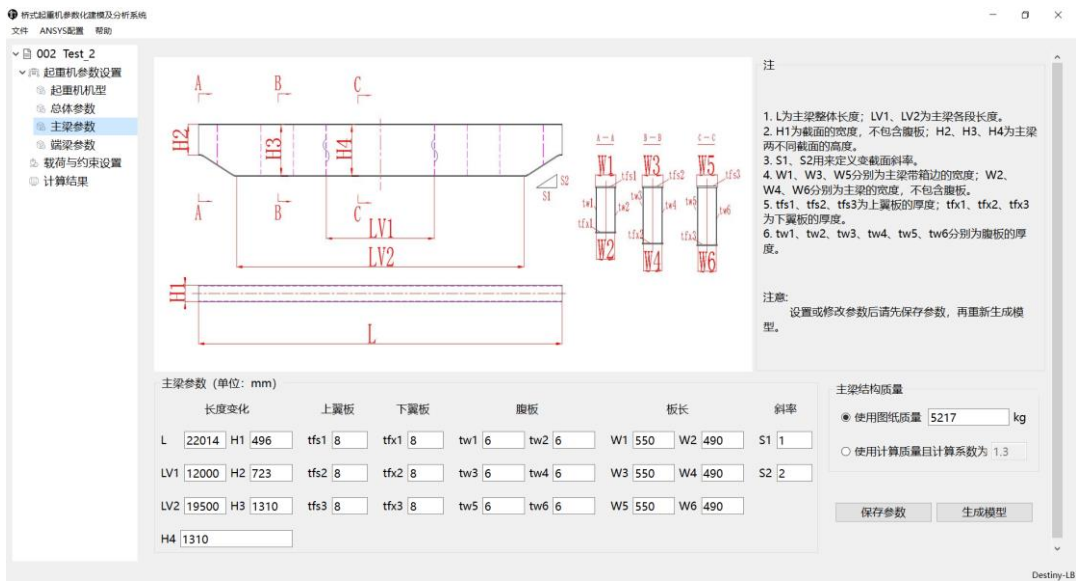 桥式起重机参数化建模及分析系统
文件 ANSYS配置 帮助
002 Test_2
起重机参数设置
起重机机型
总体参数
主梁参数
端梁参数
载荷与约束设置
计算结果
A B C
H2 H3 H4
S2
S1
A B C
LV1
LV2
H1
L
A-A B-B C-C
W1 W3 W5
tfs1 tfs2 tfs3
tw1 tw2 tw3 tw4 tw5 tw6
tfx1 tfx2 tfx3
W2 W4 W6
注
1. L为主梁整体长度；LV1、LV2为主梁各段长度。
2. H1为截面的宽度，不包含腹板；H2、H3、H4为主梁
两不同截面的高度。
3. S1、S2用来定义变截面斜率。
4. W1、W3、W5分别为主梁带箱边的宽度；W2、
W4、W6分别为主梁的宽度，不包含腹板。
5. tfs1、tfs2、tfs3为上翼板的厚度；tfx1、tfx2、tfx3
为下翼板的厚度。
6. tw1、tw2、tw3、tw4、tw5、tw6分别为腹板的厚
度。
注意:
设置或修改参数后请先保存参数，再重新生成模
型。
主梁参数（单位：mm）
长度变化 上翼板 下翼板 腹板 板长 斜率
L 22014 H1 496 tfs1 8 tfx1 8 tw1 6 tw2 6 W1 550 W2 490 S1 1
LV1 12000 H2 723 tfs2 8 tfx2 8 tw3 6 tw4 6 W3 550 W4 490 S2 2
LV2 19500 H3 1310 tfs3 8 tfx3 8 tw5 6 tw6 6 W5 550 W6 490
H4 1310
主梁结构质量
使用图纸质量 5217 kg
使用计算质量且计算系数为 1.3
保存参数 生成模型
Destiny-LB